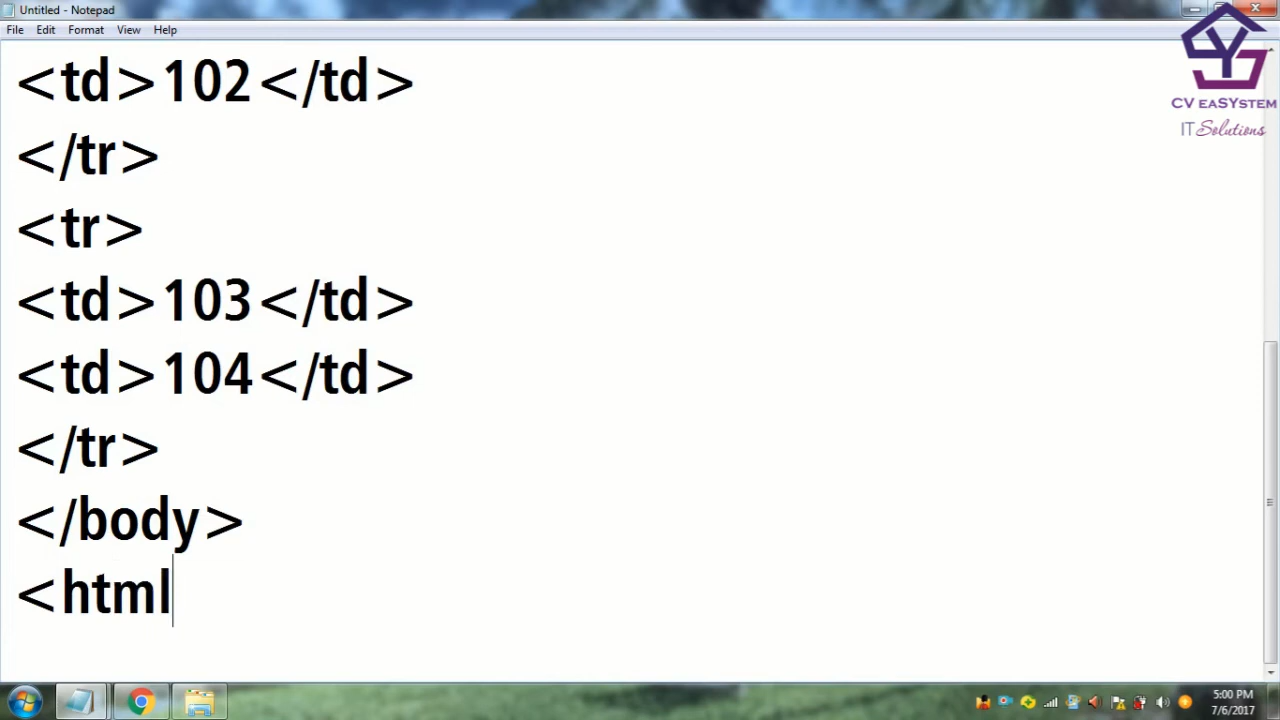 Untitled - Notepad
File Edit Format View Help
<td>102</td>
</tr>
<tr>
<td>103</td>
<td>104</td>
</tr>
</body>
<html
CV eaSYstem
IT Solutions
5:00 PM
7/6/2017